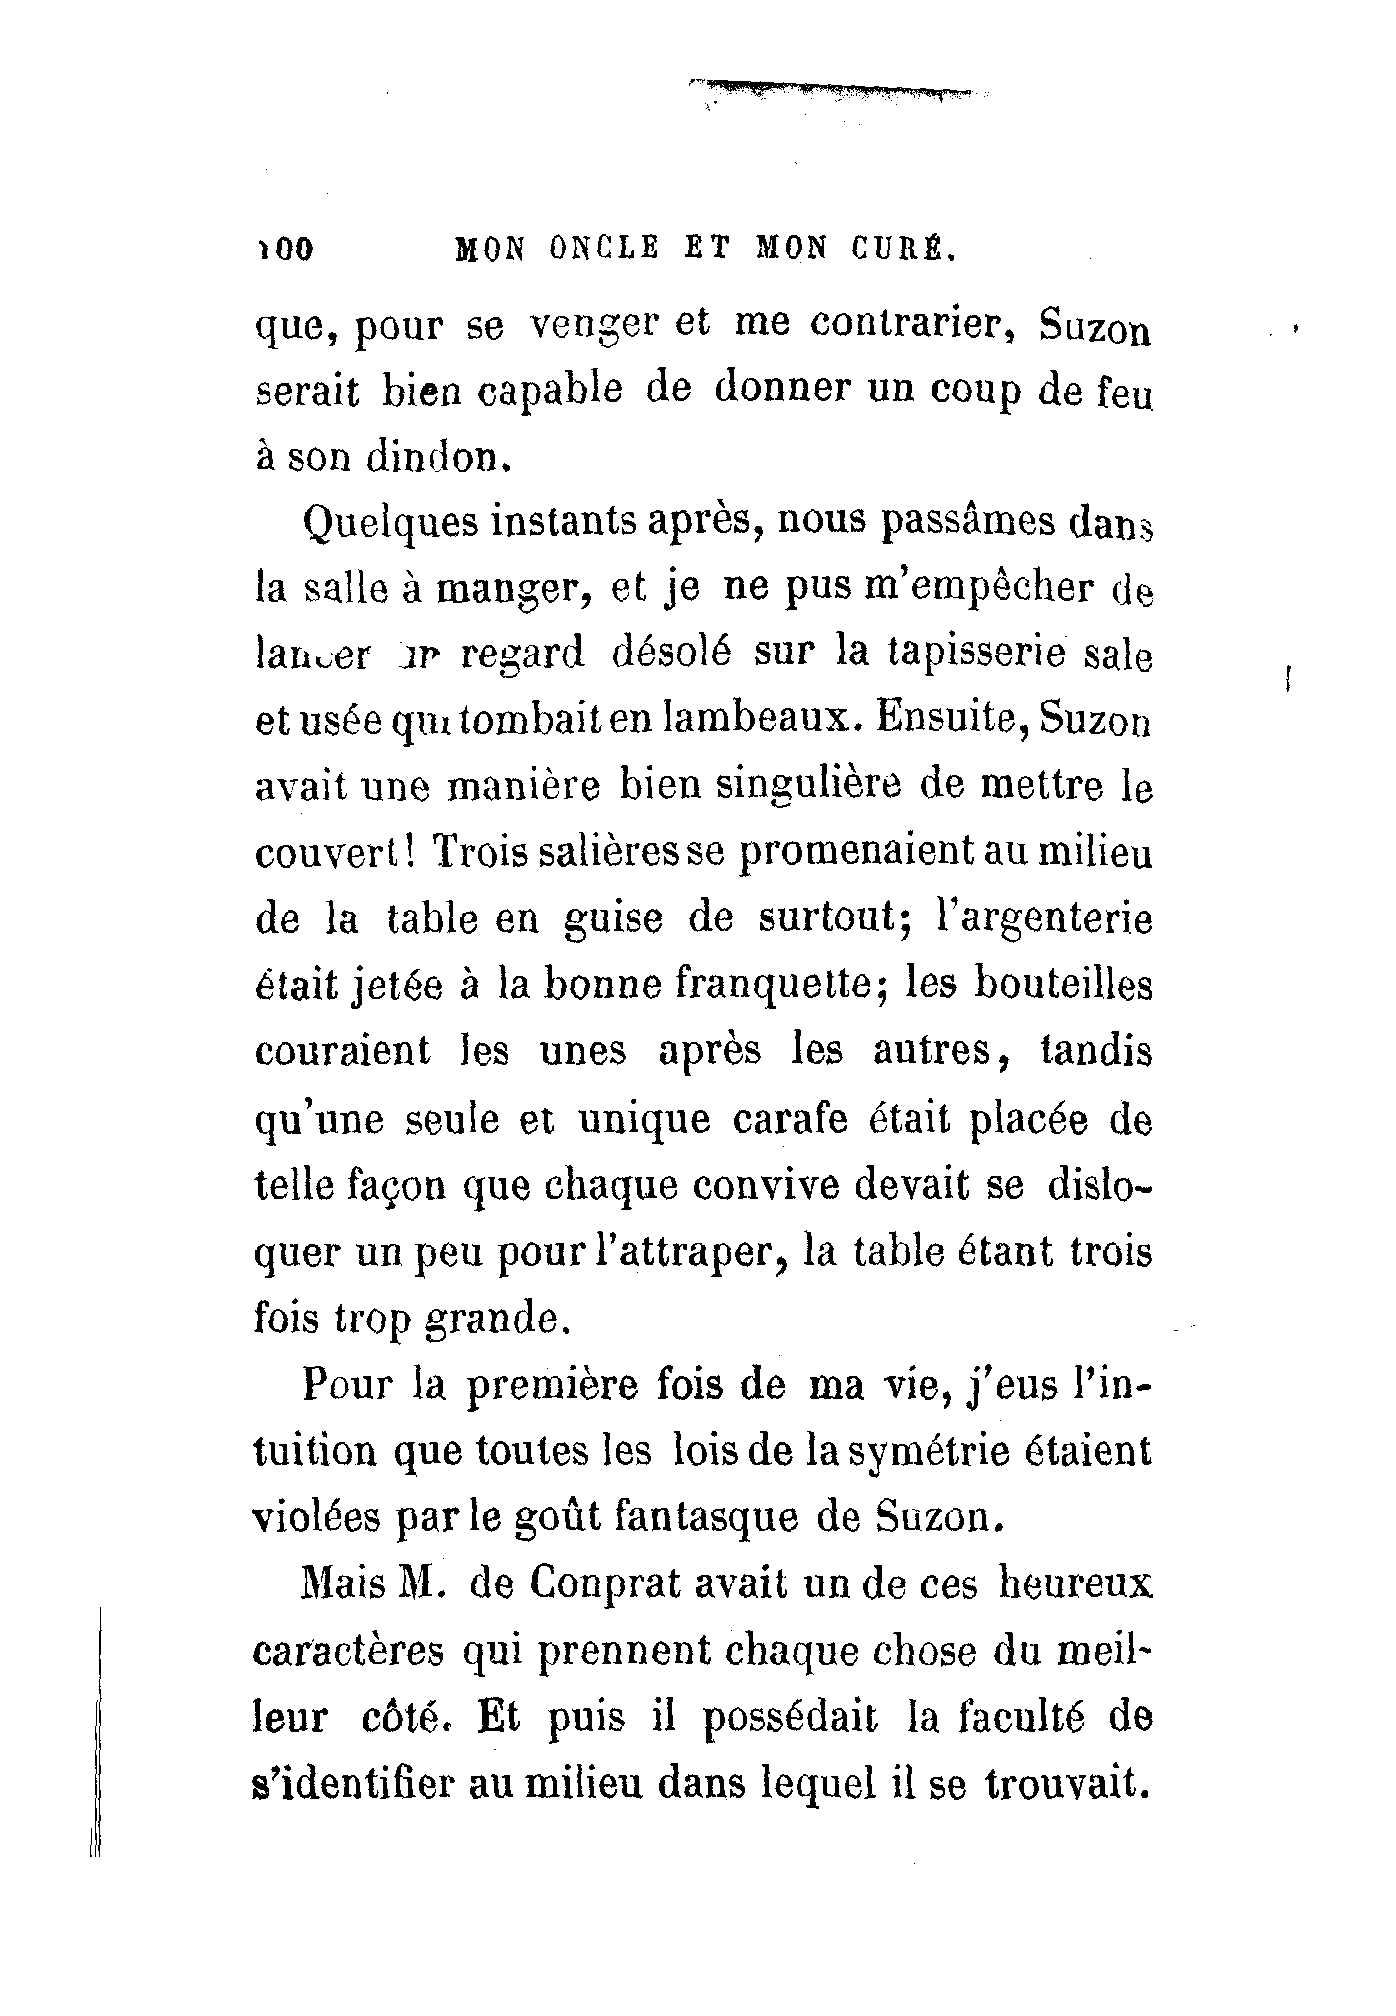 100 MON ONCLE ET MON CURÉ.
que, pour se venger et me contrarier, Suzon
serait bien capable de donner un coup de feu
à son dindon.
Quelques instants après, nous passâmes dans
la salle à manger, et je ne pus m'empêcher de
lancer un regard désolé sur la tapisserie sale
et usée qui tombait en lambeaux. Ensuite, Suzon
avait une manière bien singulière de mettre le
couvert! Trois salières se promenaient au milieu
de la table en guise de surtout; l'argenterie
était jetée à la bonne franquette; les bouteilles
couraient les unes après les autres, tandis
qu'une seule et unique carafe était placée de
telle façon que chaque convive devait se dislo-
quer un peu pour l'attraper, la table étant trois
fois trop grande.
Pour la première fois de ma vie, j'eus l'in-
tuition que toutes les lois de la symétrie étaient
violées par le goût fantasque de Suzon.
Mais M. de Conprat avait un de ces heureux
caractères qui prennent chaque chose du meil-
leur côté. Et puis il possédait la faculté de
s'identifier au milieu dans lequel il se trouvait.